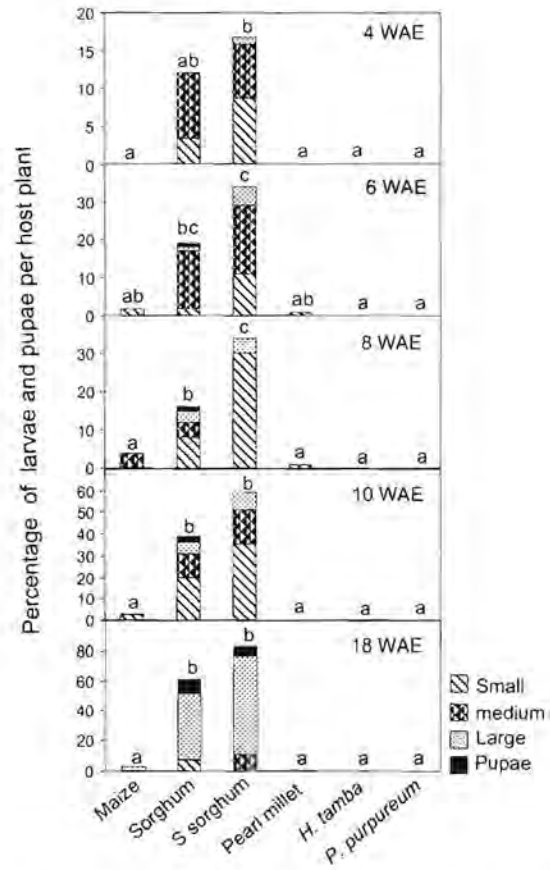 Percentage of larvae and pupae per host plant
20
15
10
5
0
4 WAE
a
ab
b
a
a
a
30
20
10
0
6 WAE
ab
bc
c
ab
a
a
30
20
10
0
8 WAE
a
b
c
a
a
a
60
50
40
30
20
10
0
10 WAE
a
b
b
a
a
a
80
60
40
20
0
18 WAE
a
b
b
a
a
a
Maize
Sorghum
S sorghum
Pearl millet
H. tamba
P. purpureum
Small
medium
Large
Pupae